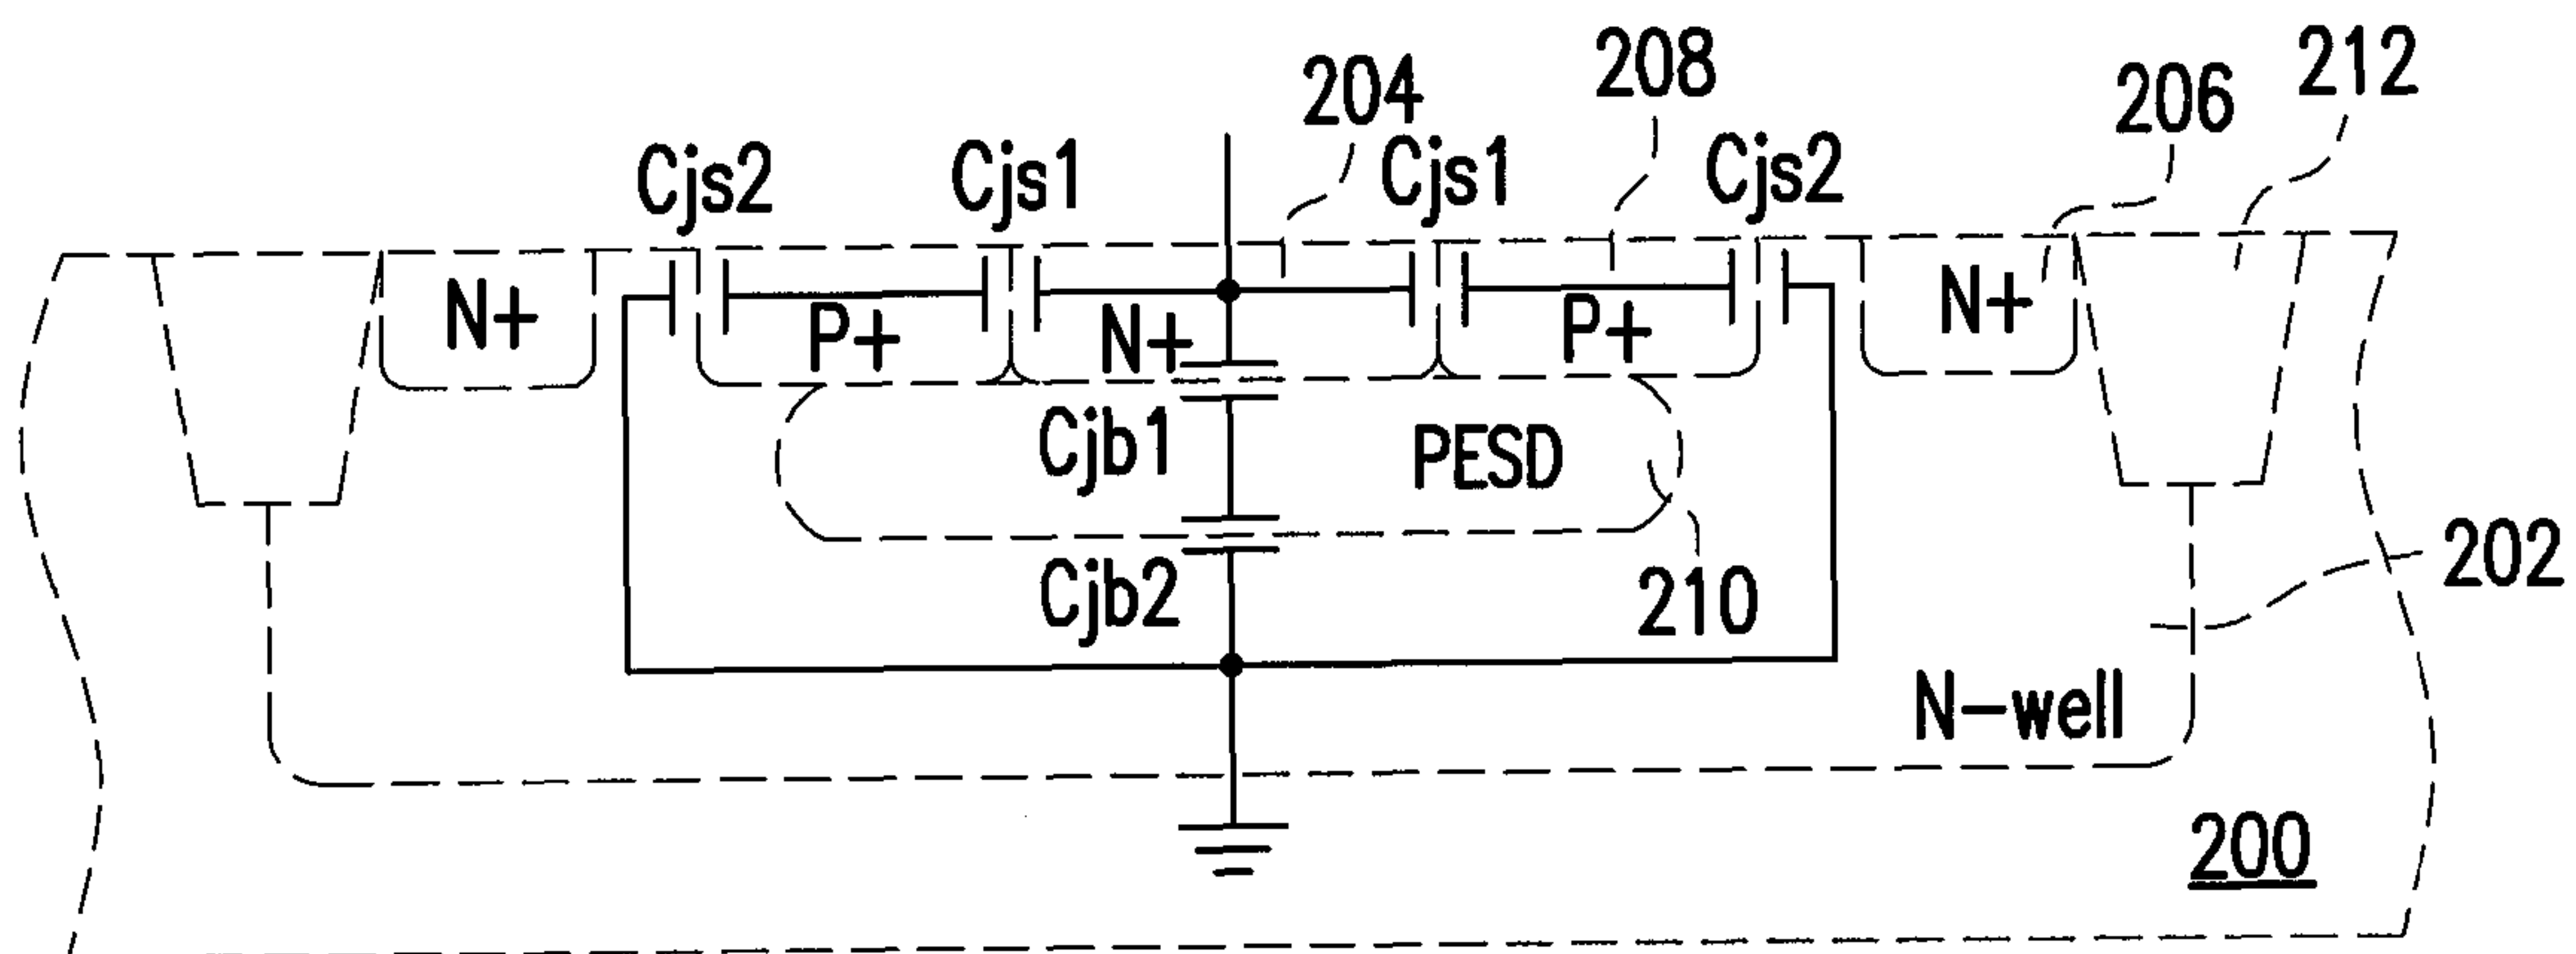 204 208 206 212
Cjs2 Cjs1 Cjs1 Cjs2
N+ P+ N+ P+ N+
Cjb1 PESD
Cjb2 210 202
N-well
200